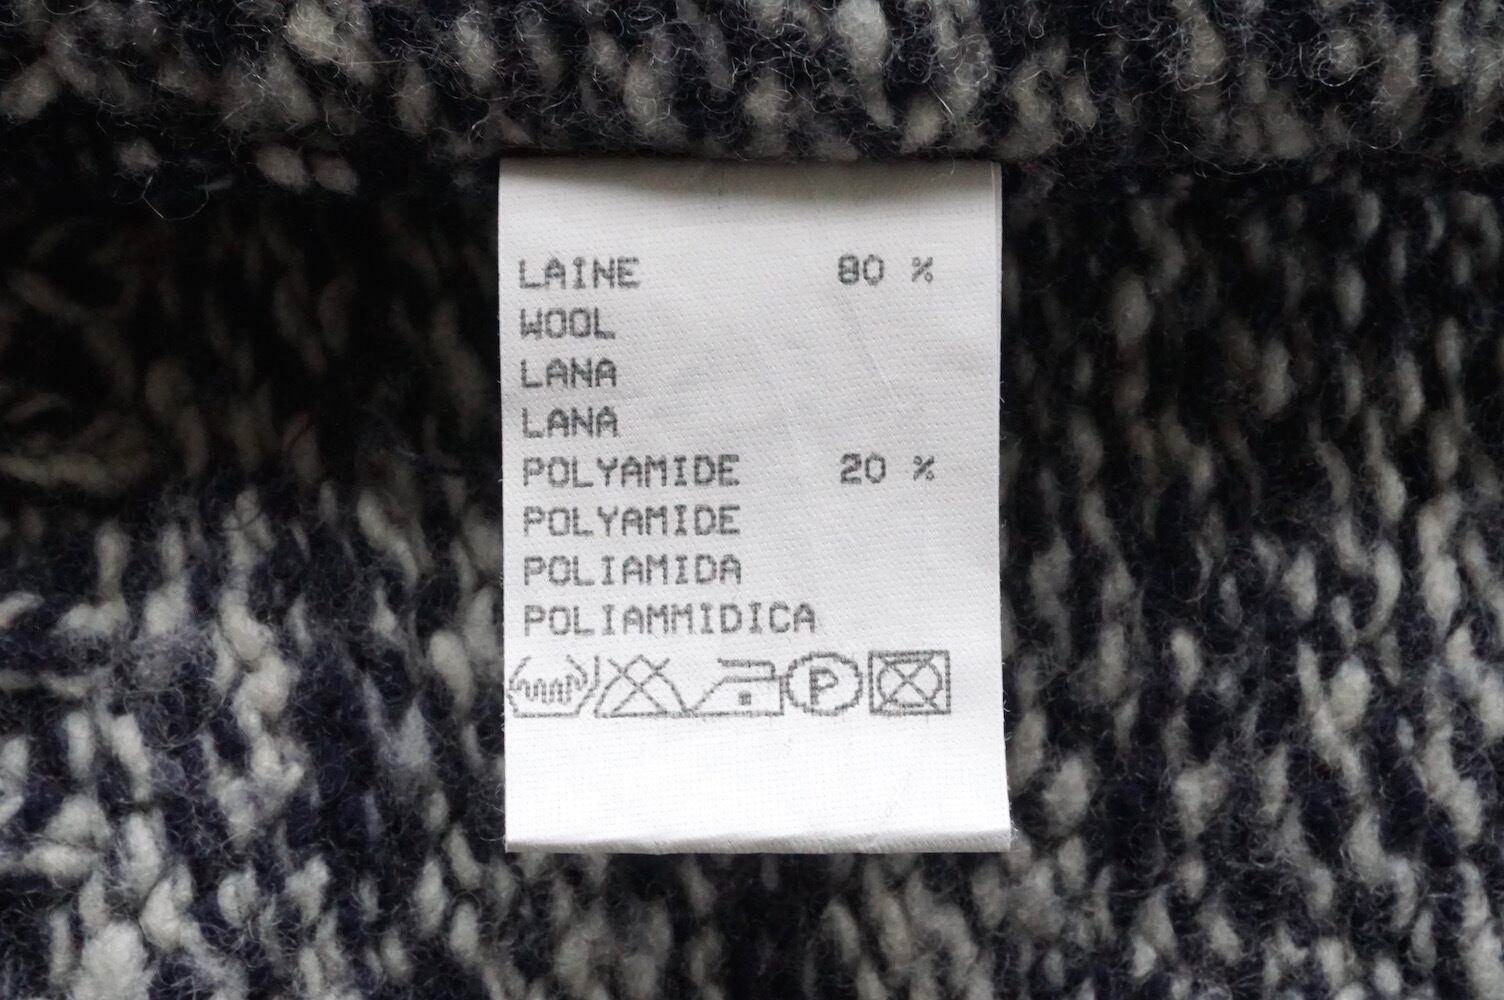 LAINE 80 %
WOOL
LANA
LANA
POLYAMIDE 20 %
POLYAMIDE
POLIAMIDA
POLIAMMIDICA
P